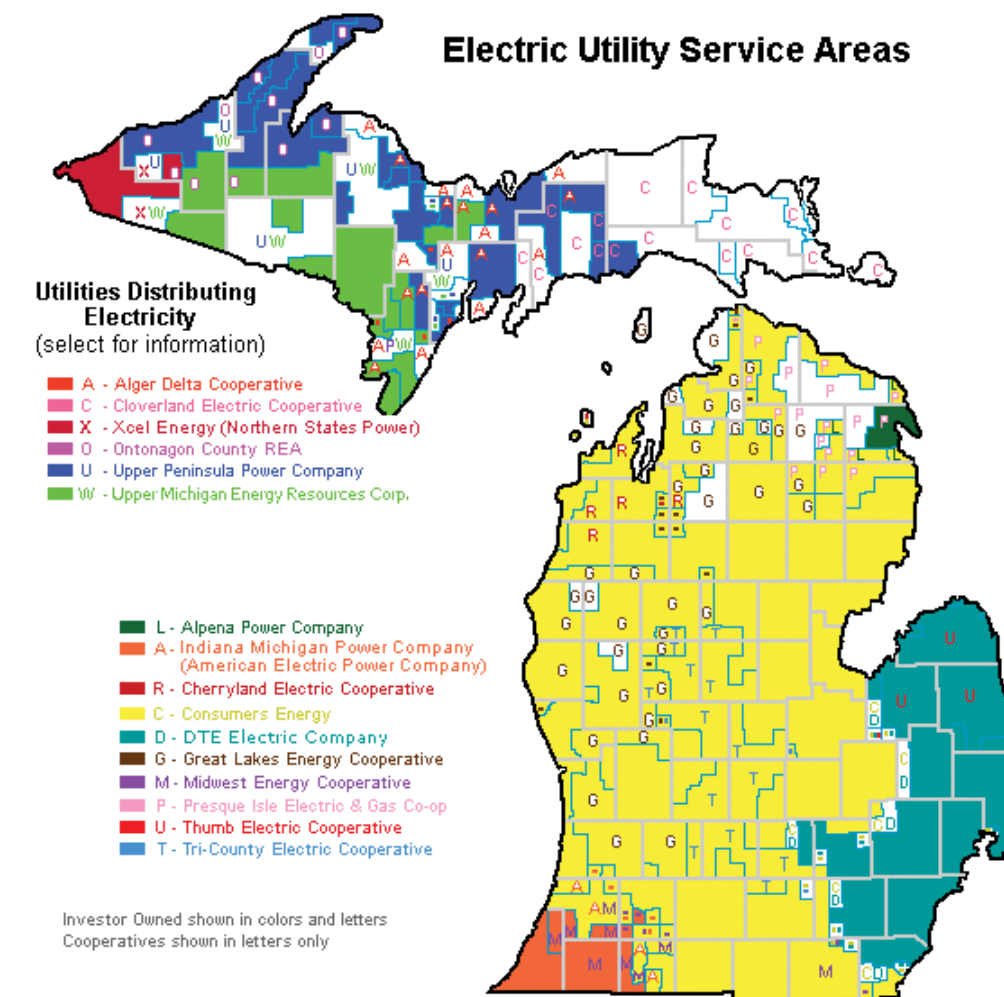 Electric Utility Service Areas
Utilities Distributing
Electricity
(select for information)
A - Alger Delta Cooperative
C - Cloverland Electric Cooperative
X - Xcel Energy (Northern States Power)
O - Ontonagon County REA
U - Upper Peninsula Power Company
W - Upper Michigan Energy Resources Corp.
L - Alpena Power Company
A - Indiana Michigan Power Company
(American Electric Power Company)
R - Cherryland Electric Cooperative
C - Consumers Energy
D - DTE Electric Company
G - Great Lakes Energy Cooperative
M - Midwest Energy Cooperative
P - Presque Isle Electric & Gas Co-op
U - Thumb Electric Cooperative
T - Tri-County Electric Cooperative
Investor Owned shown in colors and letters
Cooperatives shown in letters only